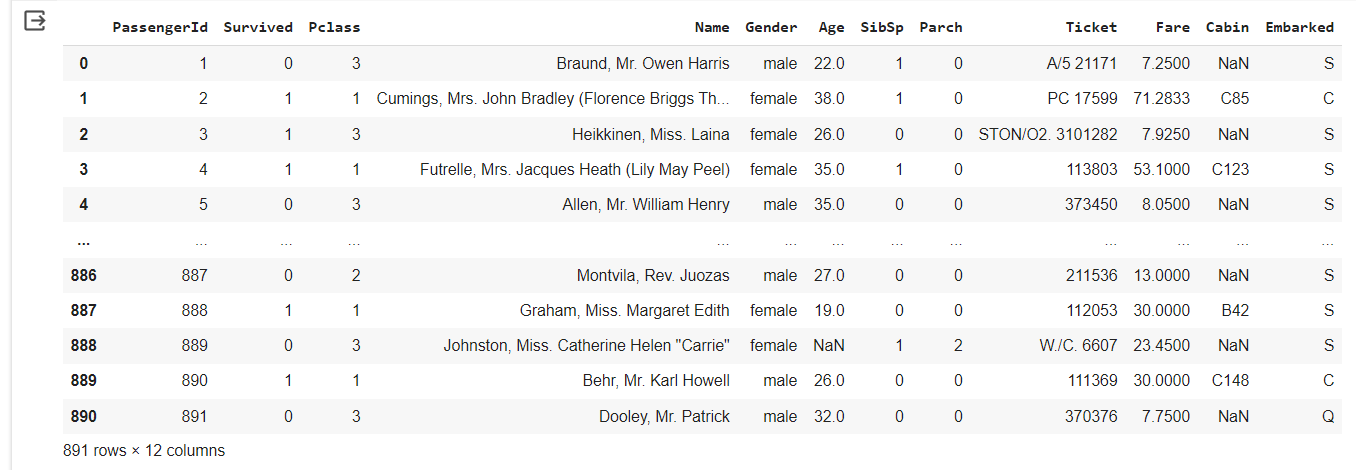 PassengerId Survived Pclass Name Gender Age SibSp Parch Ticket Fare Cabin Embarked
0 1 0 3 Braund, Mr. Owen Harris male 22.0 1 0 A/5 21171 7.2500 NaN S
1 2 1 1 Cumings, Mrs. John Bradley (Florence Briggs Th... female 38.0 1 0 PC 17599 71.2833 C85 C
2 3 1 3 Heikkinen, Miss. Laina female 26.0 0 0 STON/O2. 3101282 7.9250 NaN S
3 4 1 1 Futrelle, Mrs. Jacques Heath (Lily May Peel) female 35.0 1 0 113803 53.1000 C123 S
4 5 0 3 Allen, Mr. William Henry male 35.0 0 0 373450 8.0500 NaN S
... ... ... ... ... ... ... ... ... ... ... ... ...
886 887 0 2 Montvila, Rev. Juozas male 27.0 0 0 211536 13.0000 NaN S
887 888 1 1 Graham, Miss. Margaret Edith female 19.0 0 0 112053 30.0000 B42 S
888 889 0 3 Johnston, Miss. Catherine Helen "Carrie" female NaN 1 2 W./C. 6607 23.4500 NaN S
889 890 1 1 Behr, Mr. Karl Howell male 26.0 0 0 111369 30.0000 C148 C
890 891 0 3 Dooley, Mr. Patrick male 32.0 0 0 370376 7.7500 NaN Q
891 rows × 12 columns